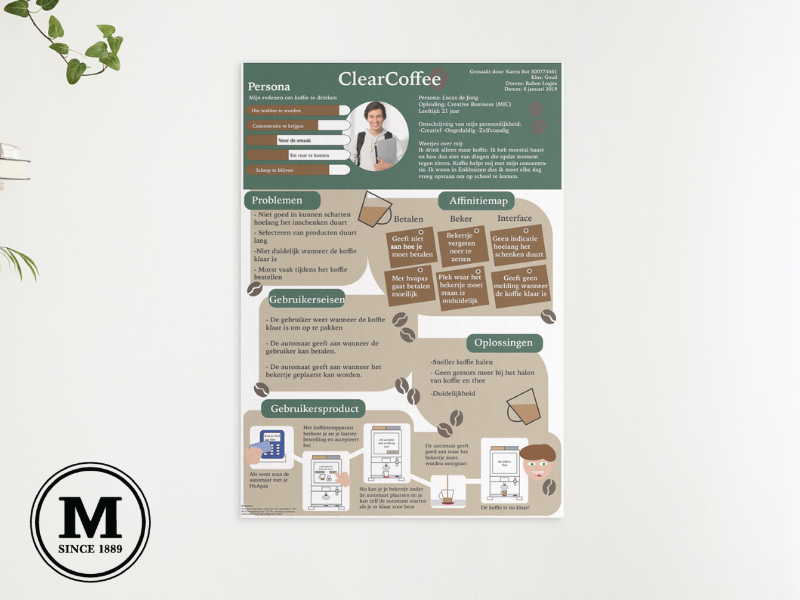 ClearCoffee
Gemaakt door: Karen Bot 500773661
Klas: Goud
Docent: Ruben Logjes
Datum: 8 januari 2019
Persona
Mijn redenen om koffie te drinken
Om wakker te worden
Concentratie te krijgen
Voor de smaak
Tot rust te komen
Scherp te blijven
Persona: Lucas de Jong
Opleiding: Creative Business (MIC)
Leeftijd: 21 jaar
Omschrijving van mijn persoonlijkheid:
-Creatief -Ongeduldig -Zelfstandig
Weetjes over mij:
Ik drink alleen maar koffie. Ik heb meestal haast
en hou dus niet van dingen die opdat moment
tegen zitten. Koffie helpt mij met mijn concentra-
tie. Ik woon in Enkhuizen dus ik moet elke dag
vroeg opstaan om op school te komen.
Problemen
- Niet goed in kunnen schatten
hoelang het inschenken duurt
- Selecteren van producten duurt
lang
-Niet duidelijk wanneer de koffie
klaar is
- Morst vaak tijdens het koffie
bestellen
Affinitiemap
Betalen
Beker
Interface
Geeft niet
aan hoe je
moet betalen
Bekertje
vergeten
neer te
zetten
Geen indicatie
hoelang het
schenken duurt
Met hvapas
gaat betalen
moeilijk
Plek waar het
bekertje moet
staan is
onduidelijk
Geeft geen
melding wanneer
de koffie klaar is
Gebruikerseisen
- De gebruiker weet wanneer de koffie
klaar is om op te pakken
- De automaat geeft aan wanneer de
gebruiker kan betalen.
- De automaat geeft aan wanneer het
bekertje geplaatst kan worden.
Oplossingen
-Sneller koffie halen
- Geen gemors meer bij het halen
van koffie en thee
-Duidelijkheid
Gebruikersproduct
Als eerst scan de
automaat met je
HvApas
Het koffieerapparaat
herkent je en je laatste
bestelling en accepteert
het
Nu kan je je bekertje onder
de automaat plaatsen en je
kan zelf de automaat starten
als je er klaar voor bent
De automaat geeft
goed aan waar het
bekertje moet
worden neergezet
De koffie is nu klaar!
M
SINCE 1889